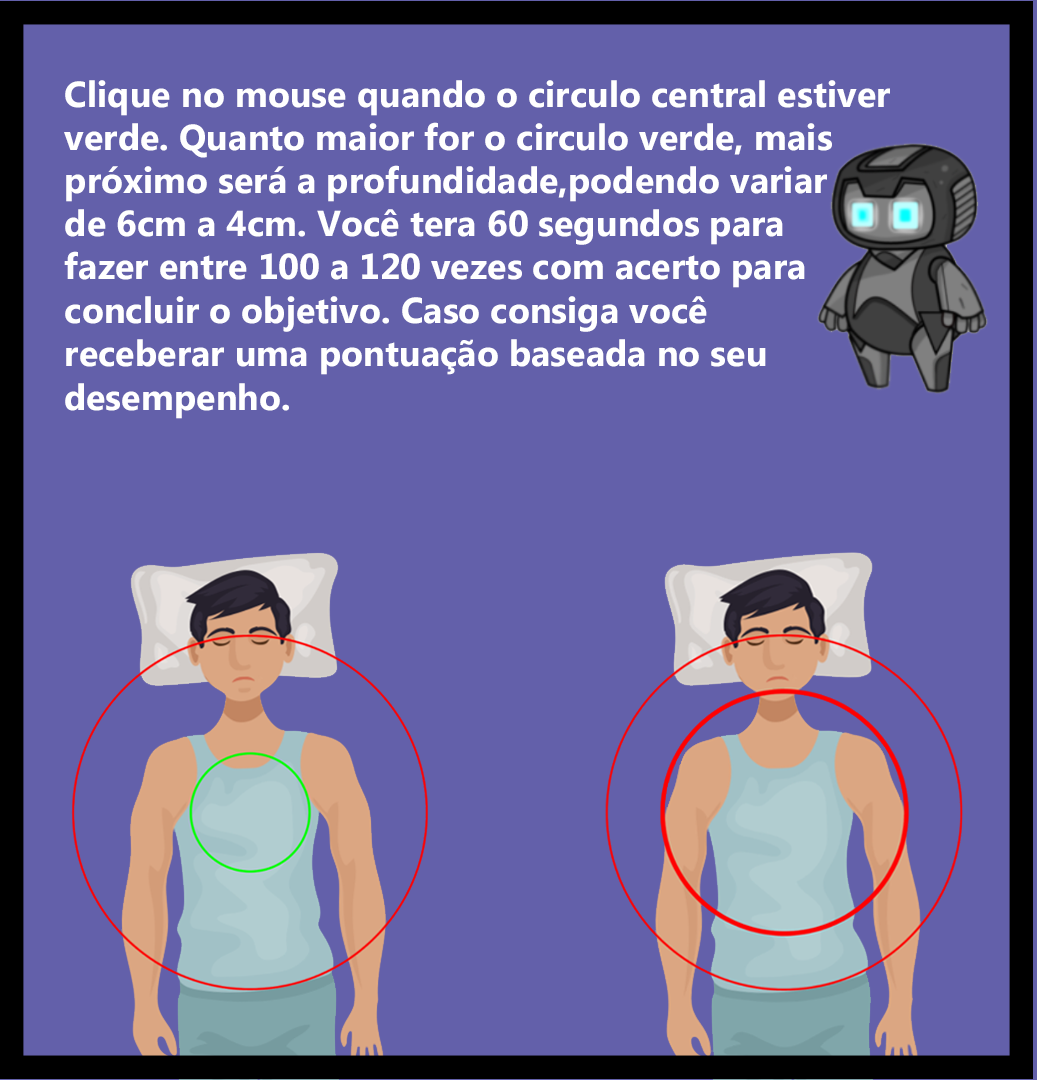 Clique no mouse quando o circulo central estiver
verde. Quanto maior for o circulo verde, mais
próximo será a profundidade,podendo variar
de 6cm a 4cm. Você tera 60 segundos para
fazer entre 100 a 120 vezes com acerto para
concluir o objetivo. Caso consiga você
receberar uma pontuação baseada no seu
desempenho.